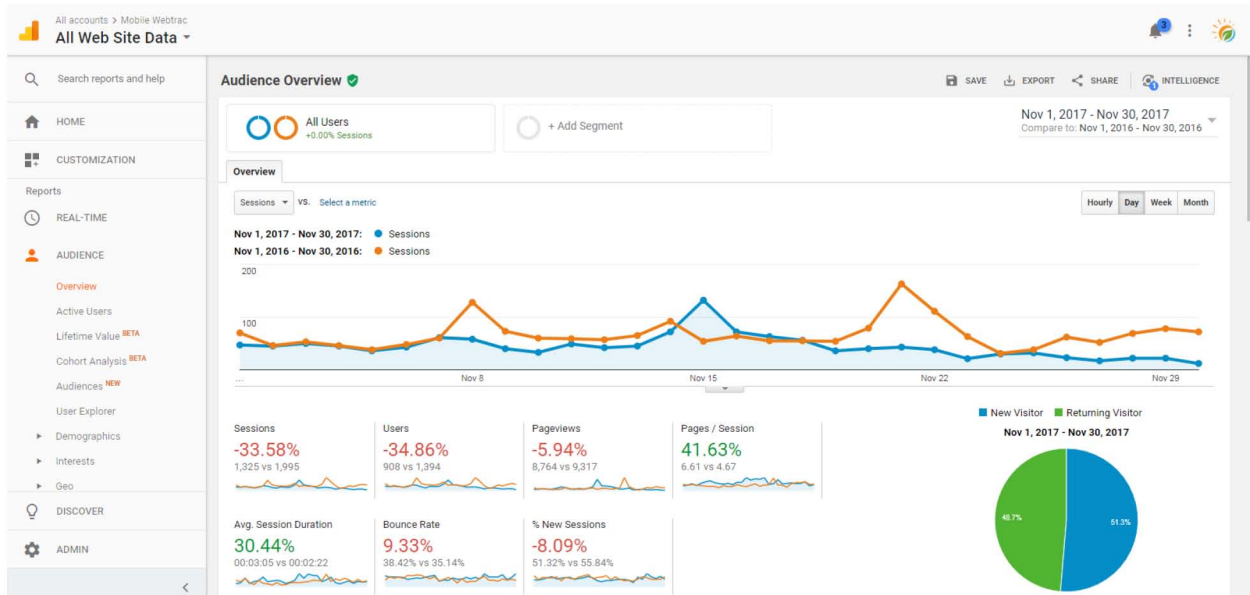 All accounts > Mobile Webtrac
All Web Site Data
3
Search reports and help
HOME
CUSTOMIZATION
Reports
REAL-TIME
AUDIENCE
Overview
Active Users
Lifetime Value BETA
Cohort Analysis BETA
Audiences NEW
User Explorer
Demographics
Interests
Geo
DISCOVER
ADMIN
Audience Overview
SAVE
EXPORT
SHARE
1
INTELLIGENCE
All Users
+0.00% Sessions
+ Add Segment
Nov 1, 2017 - Nov 30, 2017
Compare to: Nov 1, 2016 - Nov 30, 2016
Overview
Sessions VS. Select a metric
Hourly Day Week Month
Nov 1, 2017 - Nov 30, 2017: Sessions
Nov 1, 2016 - Nov 30, 2016: Sessions
200
100
... Nov 8 Nov 15 Nov 22 Nov 29
Sessions
-33.58%
1,325 vs 1,995
Users
-34.86%
908 vs 1,394
Pageviews
-5.94%
8,764 vs 9,317
Pages / Session
41.63%
6.61 vs 4.67
Avg. Session Duration
30.44%
00:03:05 vs 00:02:22
Bounce Rate
9.33%
38.42% vs 35.14%
% New Sessions
-8.09%
51.32% vs 55.84%
New Visitor Returning Visitor
Nov 1, 2017 - Nov 30, 2017
48.7%
51.3%